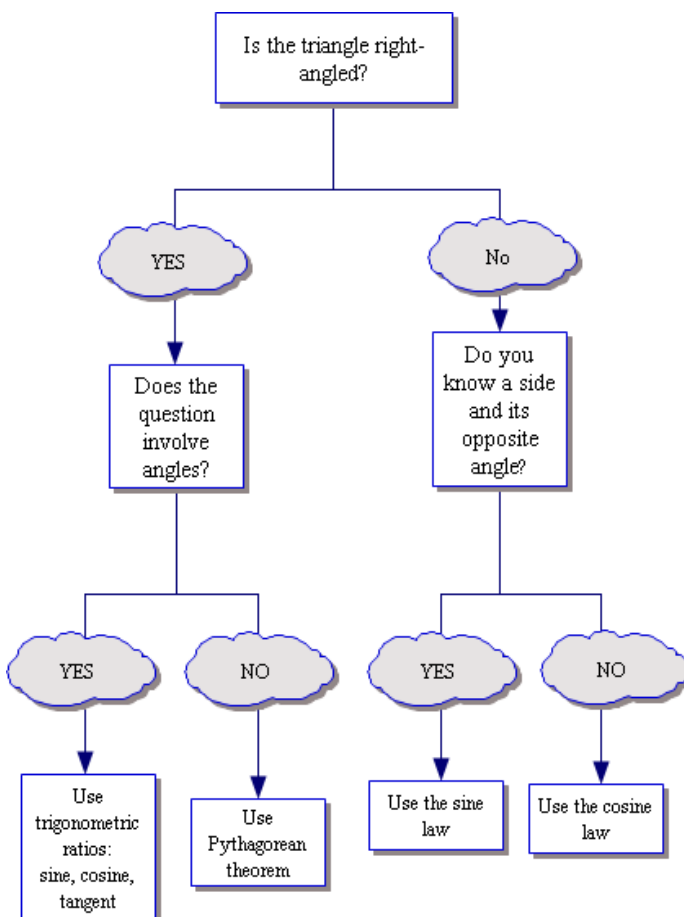 Is the triangle right-
angled?
YES
No
Does the
question
involve
angles?
Do you
know a side
and its
opposite
angle?
YES
NO
YES
NO
Use
trigonometric
ratios:
sine, cosine,
tangent
Use
Pythagorean
theorem
Use the sine
law
Use the cosine
law